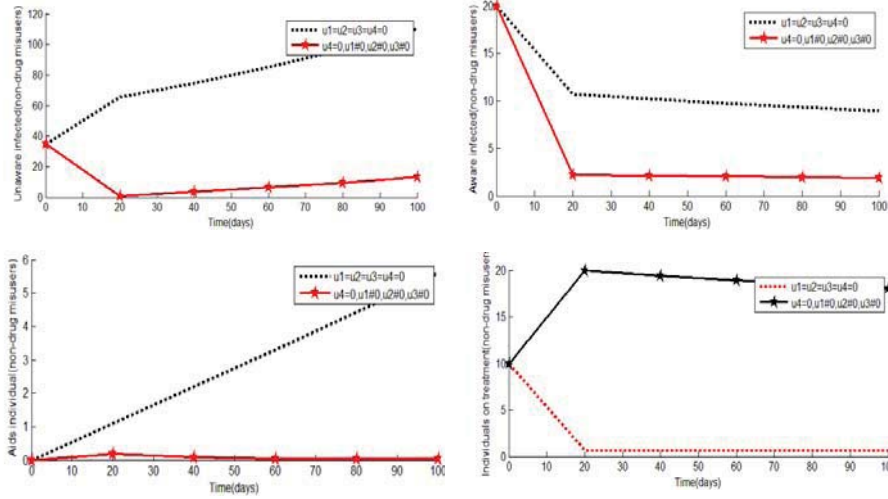 Unaware infected(non-drug misusers)
120
100
80
60
40
20
0
u1=u2=u3=u4=0
u4=0,u1#0,u2#0,u3#0
0 10 20 30 40 50 60 70 80 90 100
Time(days)
Aware infected(non-drug misusers)
20
15
10
5
0
u1=u2=u3=u4=0
u4=0,u1#0,u2#0,u3#0
0 10 20 30 40 50 60 70 80 90 100
Time(days)
Aids individual(non-drug misusers)
6
5
4
3
2
1
0
u1=u2=u3=u4=0
u4=0,u1#0,u2#0,u3#0
0 10 20 30 40 50 60 70 80 90 100
Time(days)
Individuals on treatment(non-drug misusers
20
15
10
5
0
u1=u2=u3=u4=0
u4=0,u1#0,u2#0,u3#0
0 10 20 30 40 50 60 70 80 90 100
Time(days)